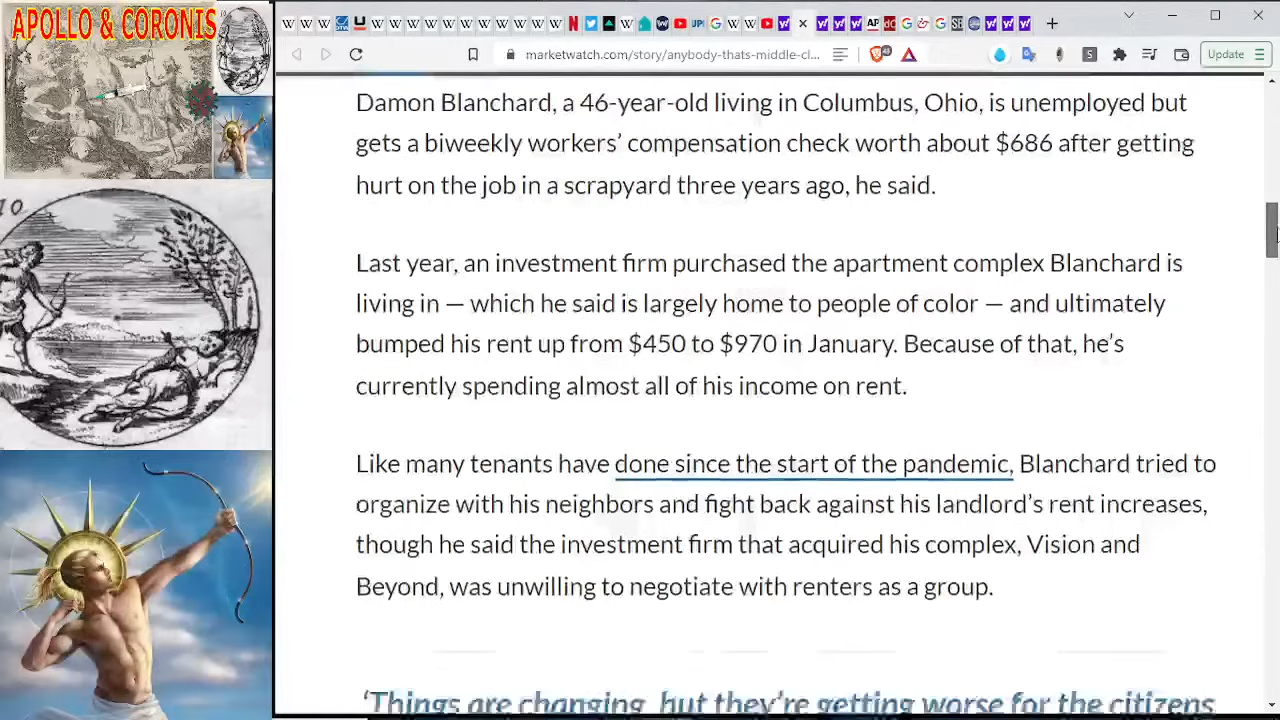 APOLLO & CORONIS
10
marketwatch.com/story/anybody-thats-middle-cl...
Update
Damon Blanchard, a 46-year-old living in Columbus, Ohio, is unemployed but
gets a biweekly workers’ compensation check worth about $686 after getting
hurt on the job in a scrapyard three years ago, he said.
Last year, an investment firm purchased the apartment complex Blanchard is
living in — which he said is largely home to people of color — and ultimately
bumped his rent up from $450 to $970 in January. Because of that, he’s
currently spending almost all of his income on rent.
Like many tenants have done since the start of the pandemic, Blanchard tried to
organize with his neighbors and fight back against his landlord’s rent increases,
though he said the investment firm that acquired his complex, Vision and
Beyond, was unwilling to negotiate with renters as a group.
‘Things are changing, but they’re getting worse for the citizens